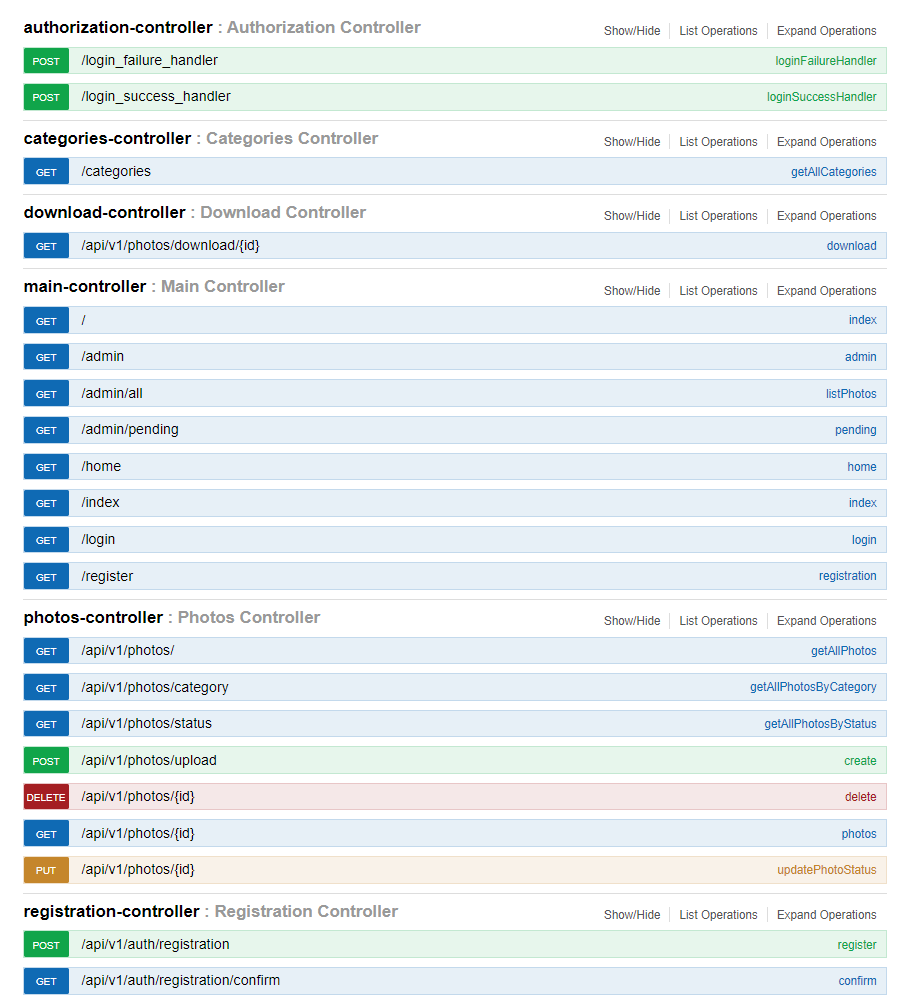 authorization-controller : Authorization Controller Show/Hide List Operations Expand Operations
POST /login_failure_handler loginFailureHandler
POST /login_success_handler loginSuccessHandler
categories-controller : Categories Controller Show/Hide List Operations Expand Operations
GET /categories getAllCategories
download-controller : Download Controller Show/Hide List Operations Expand Operations
GET /api/v1/photos/download/{id} download
main-controller : Main Controller Show/Hide List Operations Expand Operations
GET / index
GET /admin admin
GET /admin/all listPhotos
GET /admin/pending pending
GET /home home
GET /index index
GET /login login
GET /register registration
photos-controller : Photos Controller Show/Hide List Operations Expand Operations
GET /api/v1/photos/ getAllPhotos
GET /api/v1/photos/category getAllPhotosByCategory
GET /api/v1/photos/status getAllPhotosByStatus
POST /api/v1/photos/upload create
DELETE /api/v1/photos/{id} delete
GET /api/v1/photos/{id} photos
PUT /api/v1/photos/{id} updatePhotoStatus
registration-controller : Registration Controller Show/Hide List Operations Expand Operations
POST /api/v1/auth/registration register
GET /api/v1/auth/registration/confirm confirm